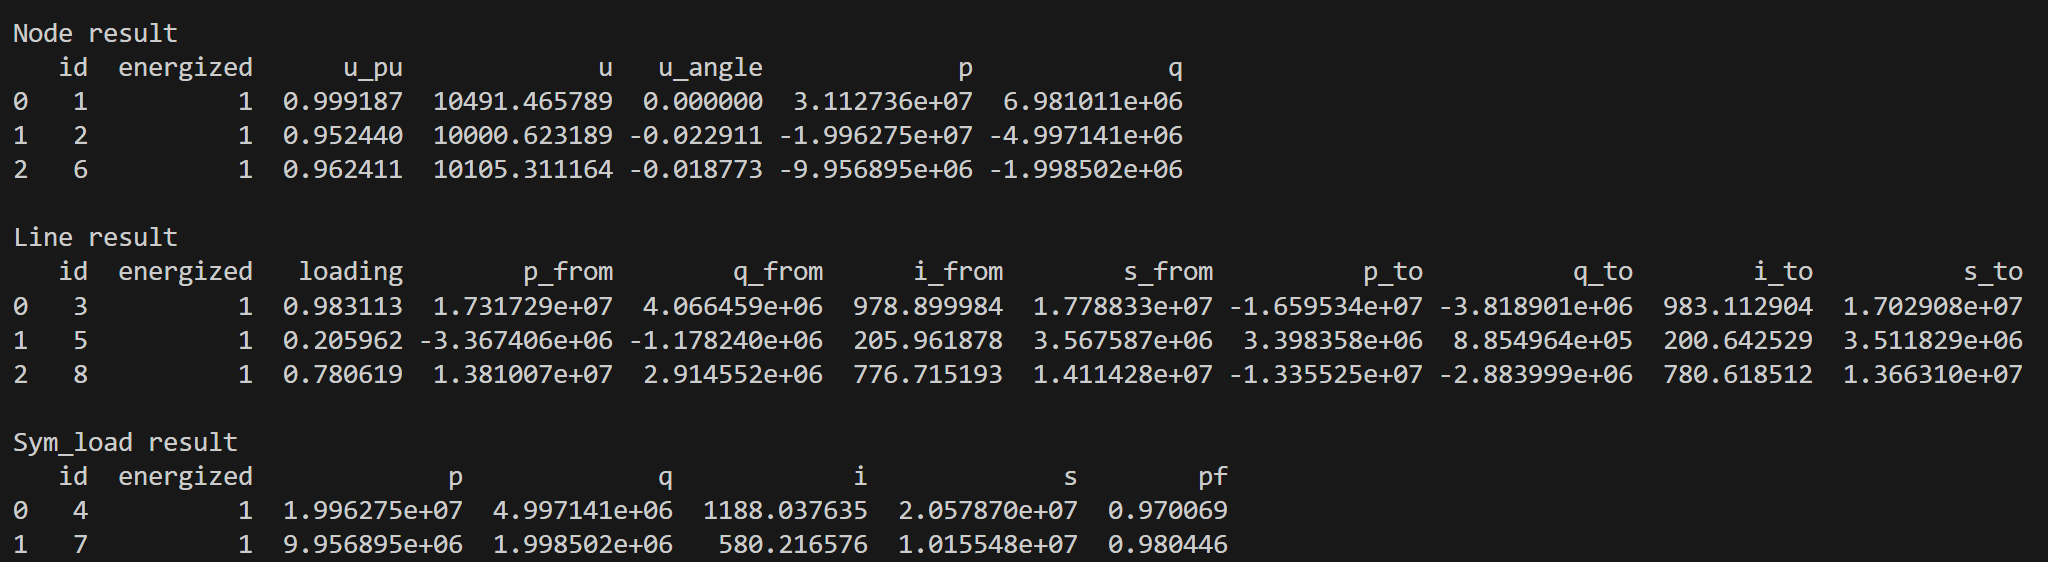 Node result
   id  energized      u_pu             u   u_angle             p             q
0   1          1  0.999187  10491.465789  0.000000  3.112736e+07  6.981011e+06
1   2          1  0.952440  10000.623189 -0.022911 -1.996275e+07 -4.997141e+06
2   6          1  0.962411  10105.311164 -0.018773 -9.956895e+06 -1.998502e+06

Line result
   id  energized   loading        p_from        q_from      i_from        s_from          p_to          q_to        i_to          s_to
0   3          1  0.983113  1.731729e+07  4.066459e+06  978.899984  1.778833e+07 -1.659534e+07 -3.818901e+06  983.112904  1.702908e+07
1   5          1  0.205962 -3.367406e+06 -1.178240e+06  205.961878  3.567587e+06  3.398358e+06  8.854964e+05  200.642529  3.511829e+06
2   8          1  0.780619  1.381007e+07  2.914552e+06  776.715193  1.411428e+07 -1.335525e+07 -2.883999e+06  780.618512  1.366310e+07

Sym_load result
   id  energized             p             q            i             s        pf
0   4          1  1.996275e+07  4.997141e+06  1188.037635  2.057870e+07  0.970069
1   7          1  9.956895e+06  1.998502e+06   580.216576  1.015548e+07  0.980446